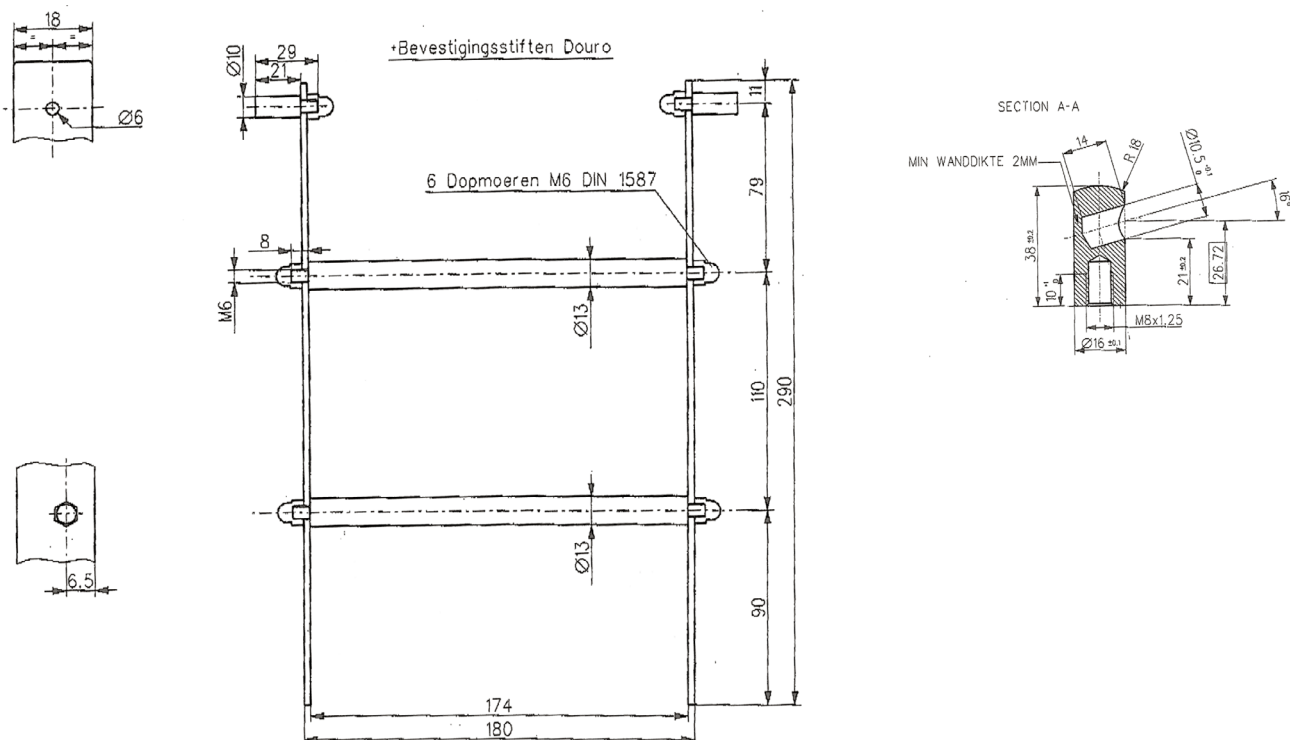 18
= =
Ø6
+Bevestigingsstiften Douro
29
21
Ø10
11
6 Dopmoeren M6 DIN 1587
79
8
M6
Ø13
110
290
Ø13
90
174
180
6.5
SECTION A-A
14
R 18
Ø10.5
MIN WANDDIKTE 2MM
38 ±0.2
10
21 ±0.2
26.72
M8x1.25
Ø16 ±0.1